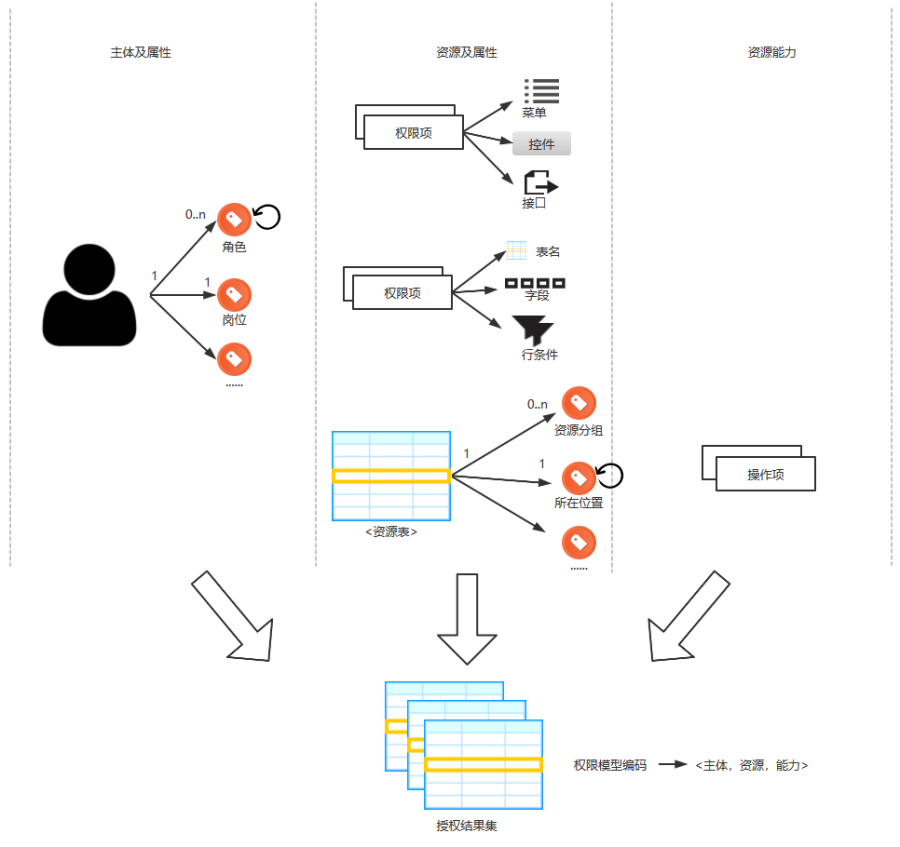 主体及属性
资源及属性
资源能力
权限项
菜单
控件
接口
0..n
角色
1
1
岗位
......
权限项
表名
字段
行条件
0..n
资源分组
1
1
所在位置
......
<资源表>
操作项
权限模型编码
<主体，资源，能力>
授权结果集